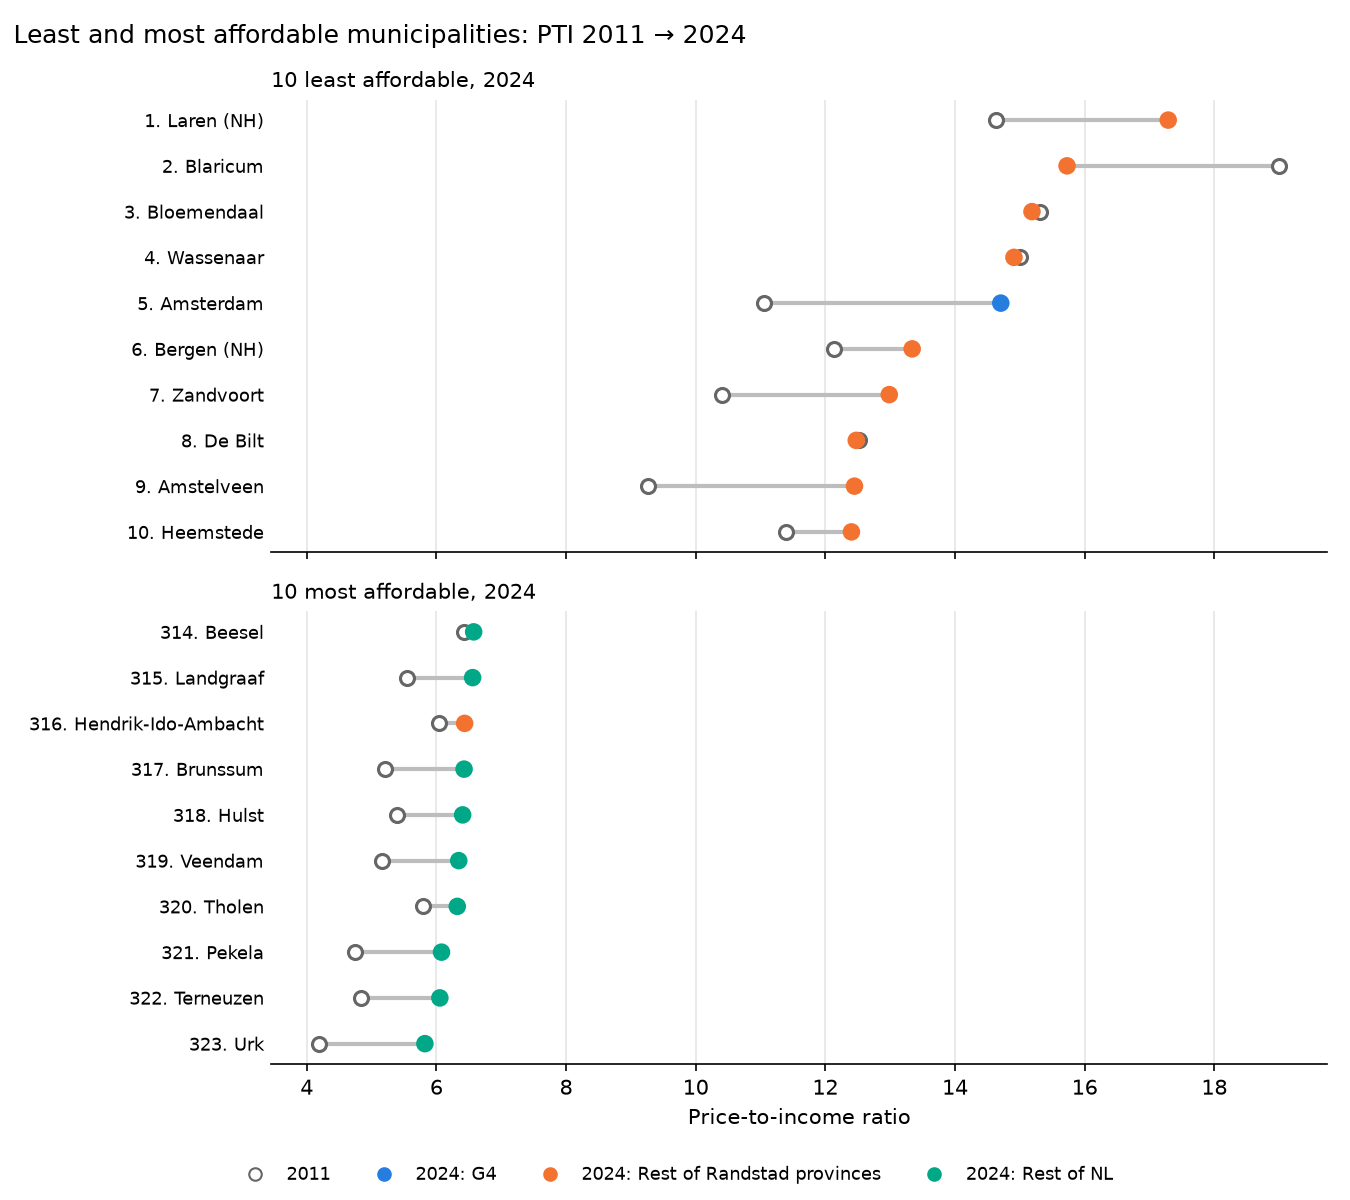 Least and most affordable municipalities: PTI 2011 → 2024
10 least affordable, 2024
1. Laren (NH)
2. Blaricum
3. Bloemendaal
4. Wassenaar
5. Amsterdam
6. Bergen (NH)
7. Zandvoort
8. De Bilt
9. Amstelveen
10. Heemstede
10 most affordable, 2024
314. Beesel
315. Landgraaf
316. Hendrik-Ido-Ambacht
317. Brunssum
318. Hulst
319. Veendam
320. Tholen
321. Pekela
322. Terneuzen
323. Urk
4 6 8 10 12 14 16 18
Price-to-income ratio
2011 2024: G4 2024: Rest of Randstad provinces 2024: Rest of NL